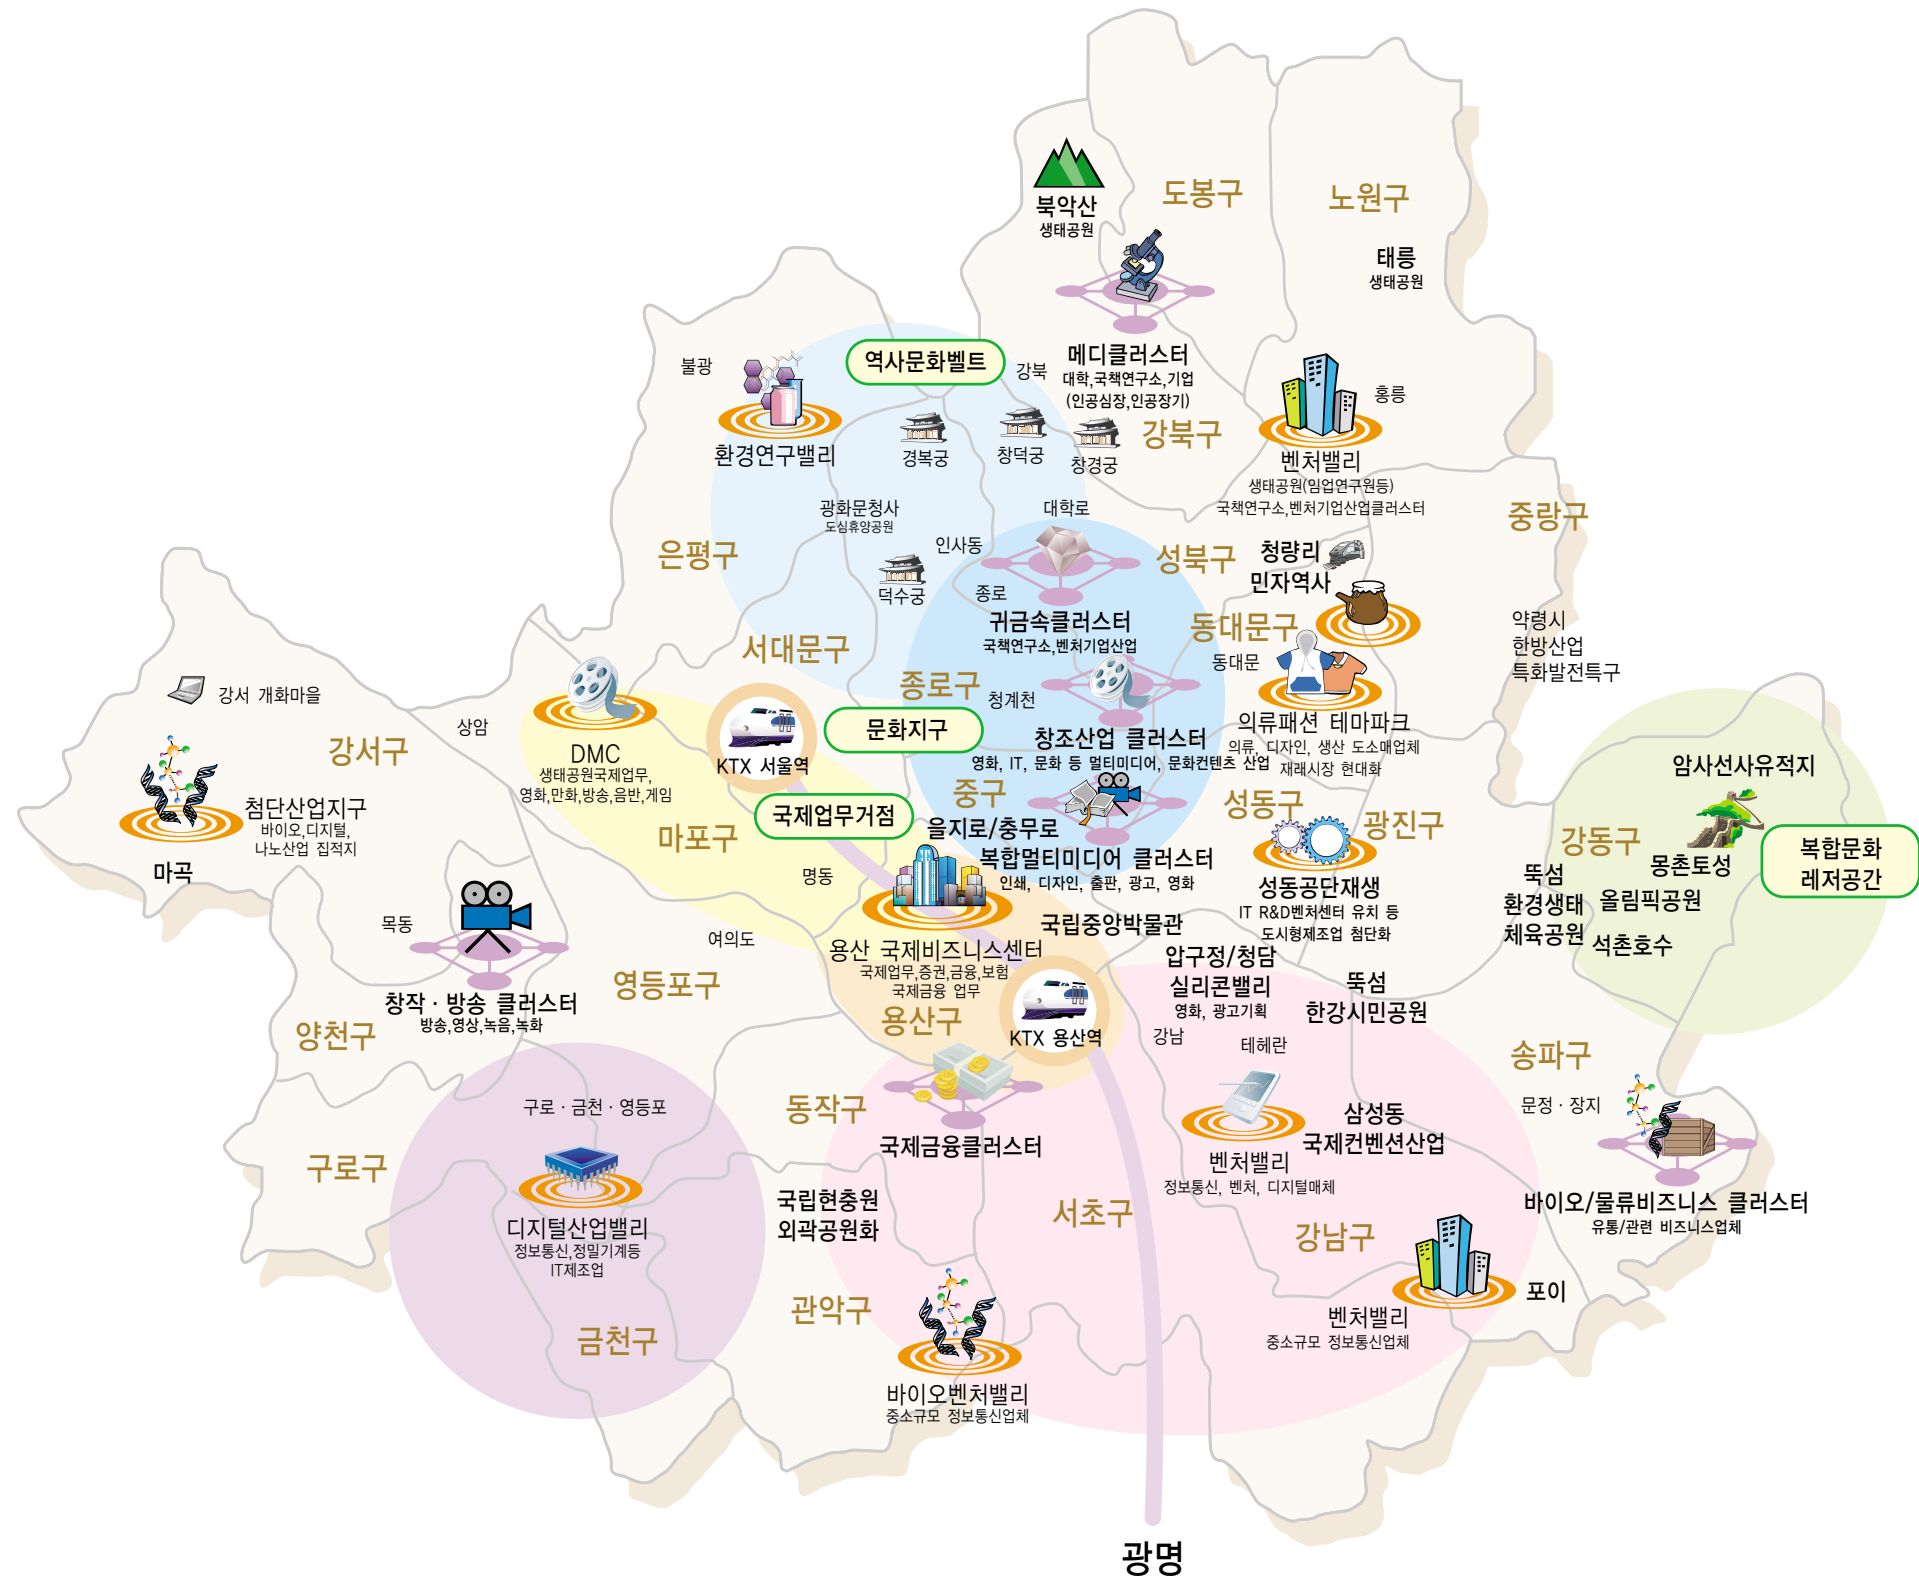 도봉구
노원구
북악산
생태공원
태릉
생태공원
메디클러스터
대학,국책연구소,기업
(인공심장,인공장기)
강북
강북구
홍릉
벤처밸리
생태공원(임업연구원등)
국책연구소,벤처기업산업클러스터
중랑구
불광
환경연구밸리
역사문화벨트
경복궁
창덕궁
창경궁
광화문청사
도심휴양공원
대학로
인사동
은평구
덕수궁
종로
성북구
청량리
민자역사
귀금속클러스터
국책연구소,벤처기업산업
동대문구
동대문
약령시
한방산업
특화발전특구
서대문구
종로구
청계천
의류패션 테마파크
의류, 디자인, 생산 도소매업체
재래시장 현대화
강서 개화마을
강서구
상암
첨단산업지구
바이오,디지털,
나노산업 집적지
마곡
DMC
생태공원국제업무,
영화,만화,방송,음반,게임
KTX 서울역
문화지구
창조산업 클러스터
영화, IT, 문화 등 멀티미디어, 문화컨텐츠 산업
중구
국제업무거점
을지로/충무로
복합멀티미디어 클러스터
인쇄, 디자인, 출판, 광고, 영화
마포구
명동
성동구
광진구
성동공단재생
IT R&D벤처센터 유치 등
도시형제조업 첨단화
암사선사유적지
강동구
몽촌토성
복합문화
레저공간
뚝섬
환경생태
체육공원
올림픽공원
석촌호수
목동
여의도
창작 · 방송 클러스터
방송,영상,녹음,녹화
양천구
영등포구
용산 국제비즈니스센터
국제업무,증권,금융,보험
국제금융 업무
용산구
국립중앙박물관
KTX 용산역
압구정/청담
실리콘밸리
영화, 광고기획
뚝섬
한강시민공원
강남
테헤란
송파구
문정 · 장지
구로 · 금천 · 영등포
동작구
국제금융클러스터
삼성동
국제컨벤션산업
벤처밸리
정보통신, 벤처, 디지털매체
바이오/물류비즈니스 클러스터
유통/관련 비즈니스업체
구로구
디지털산업밸리
정보통신,정밀기계등
IT제조업
국립현충원
외곽공원화
서초구
강남구
포이
벤처밸리
중소규모 정보통신업체
관악구
금천구
바이오벤처밸리
중소규모 정보통신업체
광명